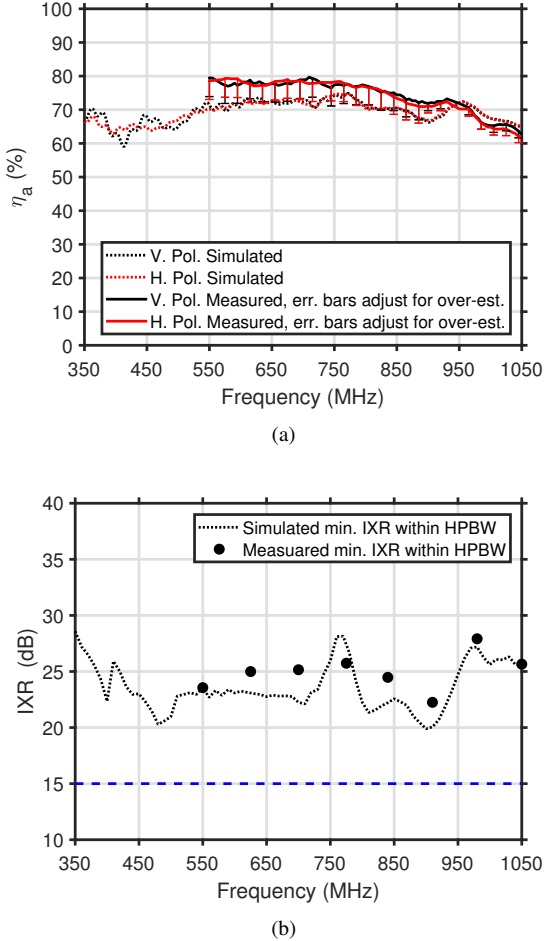 100
90
80
70
60
50
40
30
20
10
0
ηa (%)
V. Pol. Simulated
H. Pol. Simulated
V. Pol. Measured, err. bars adjust for over-est.
H. Pol. Measured, err. bars adjust for over-est.
350 450 550 650 750 850 950 1050
Frequency (MHz)
(a)
40
35
30
25
20
15
10
IXR (dB)
Simulated min. IXR within HPBW
Measuared min. IXR within HPBW
350 450 550 650 750 850 950 1050
Frequency (MHz)
(b)